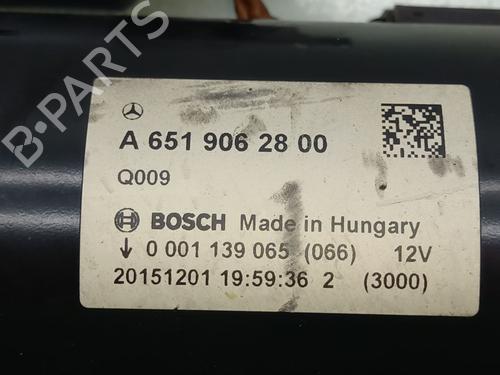 A 651 906 28 00
Q009
BOSCH Made in Hungary
↓ 0 001 139 065 (066) 12V
20151201 19:59:36 2 (3000)
B-PARTS